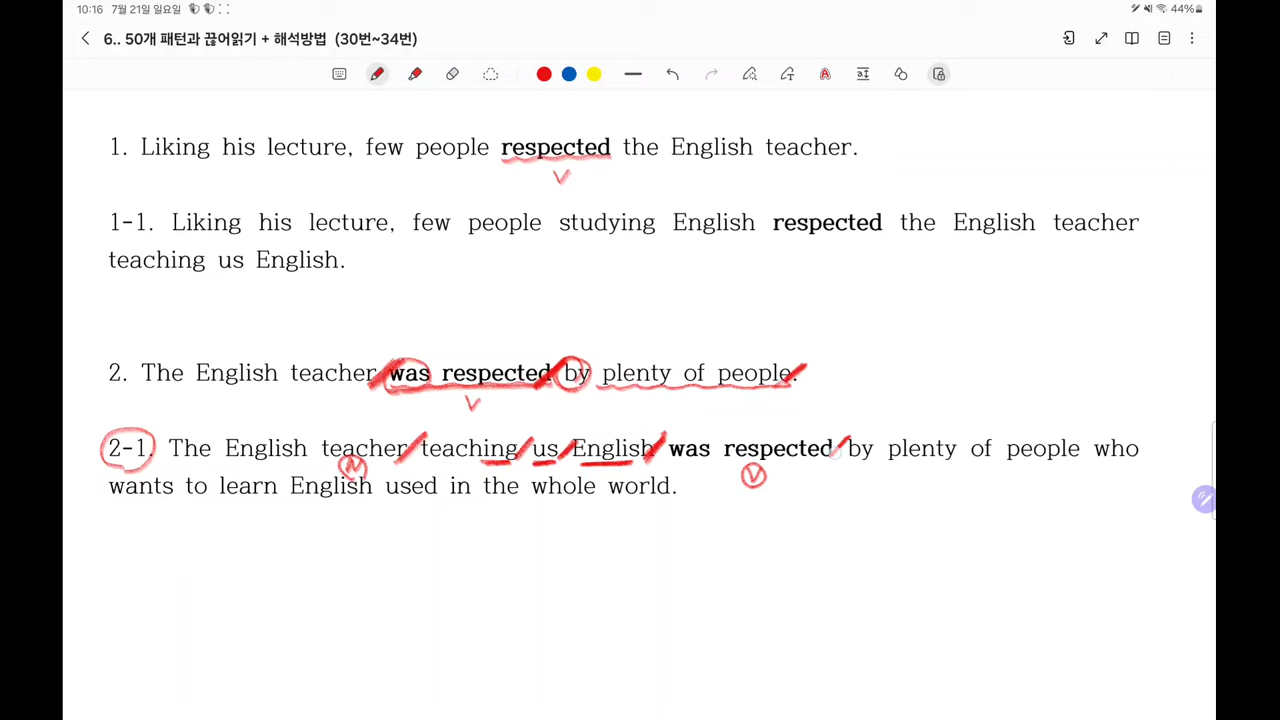 10:16 7월 21일 일요일 44%
6.. 50개 패턴과 끊어읽기 + 해석방법 (30번~34번)
1. Liking his lecture, few people respected the English teacher.
V
1-1. Liking his lecture, few people studying English respected the English teacher
teaching us English.
2. The English teacher was respected by plenty of people.
V
2-1. The English teacher teaching us English was respected by plenty of people who
N V
wants to learn English used in the whole world.